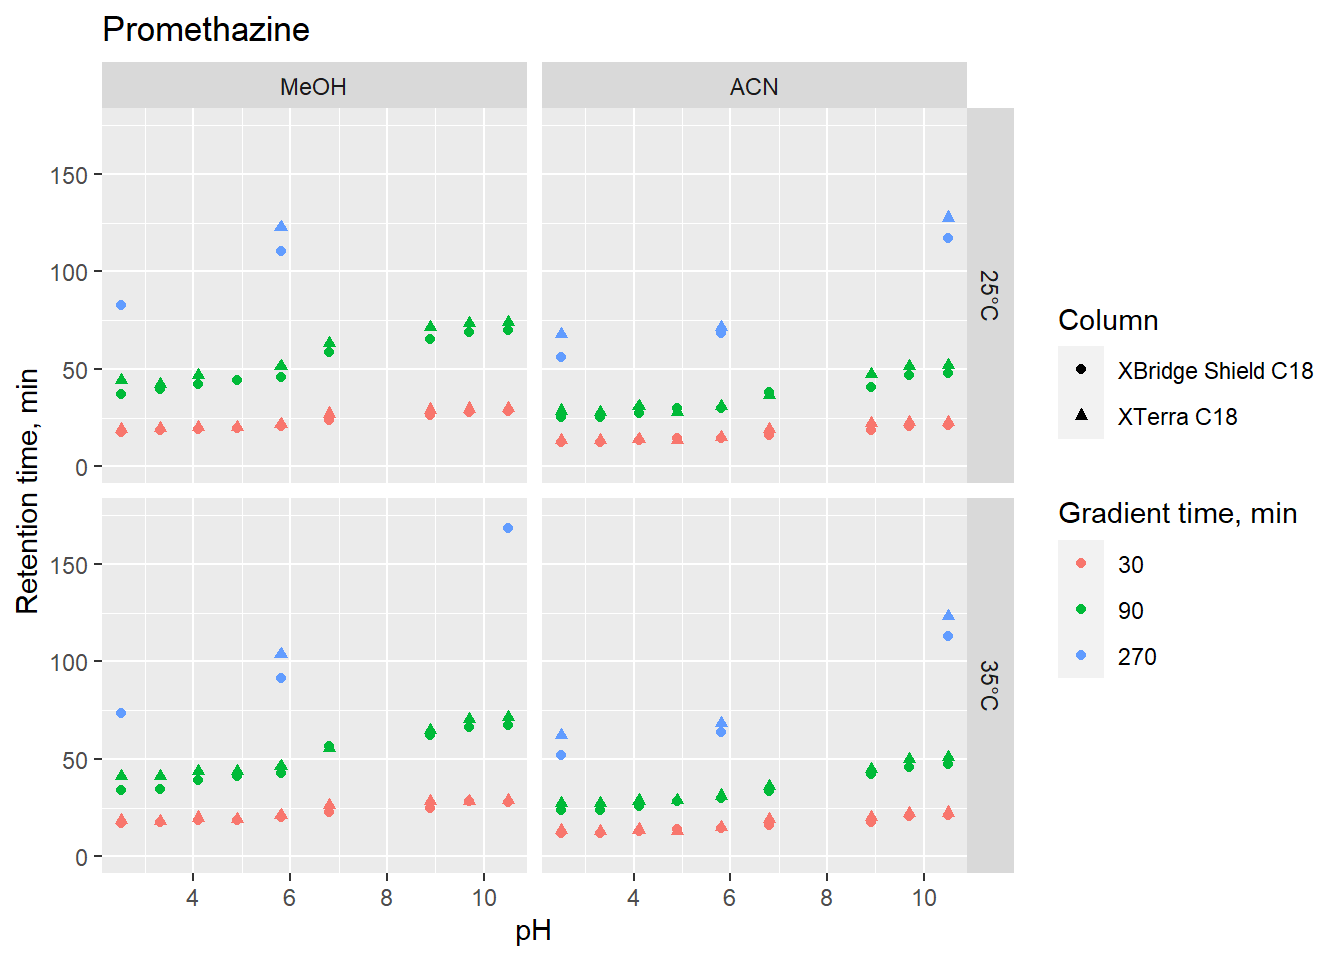 Promethazine
MeOH
ACN
150
100
50
0
25°C
150
100
50
0
35°C
4
6
8
10
4
6
8
10
pH
Retention time, min
Column
XBridge Shield C18
XTerra C18
Gradient time, min
30
90
270